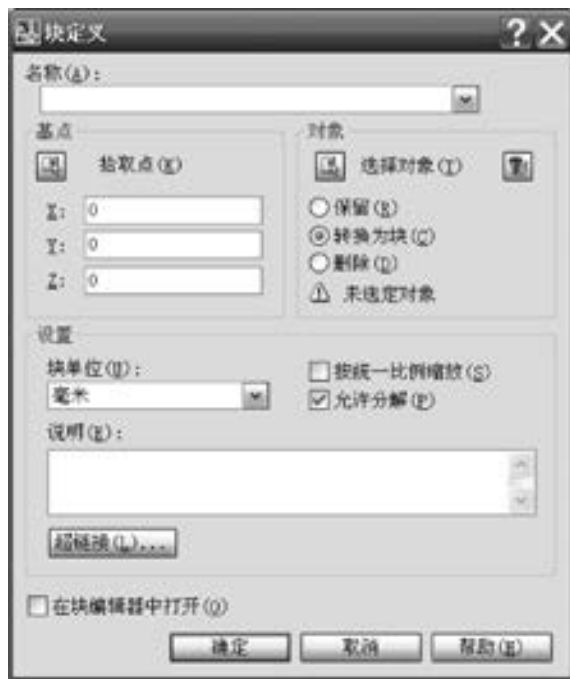 块定义
名称(A):
基点
拾取点(K)
X: 0
Y: 0
Z: 0
对象
选择对象(T)
保留(R)
转换为块(C)
删除(D)
未选定对象
设置
块单位(U):
毫米
按统一比例缩放(S)
允许分解(P)
说明(E):
超链接(L)...
在块编辑器中打开(O)
确定 取消 帮助(H)